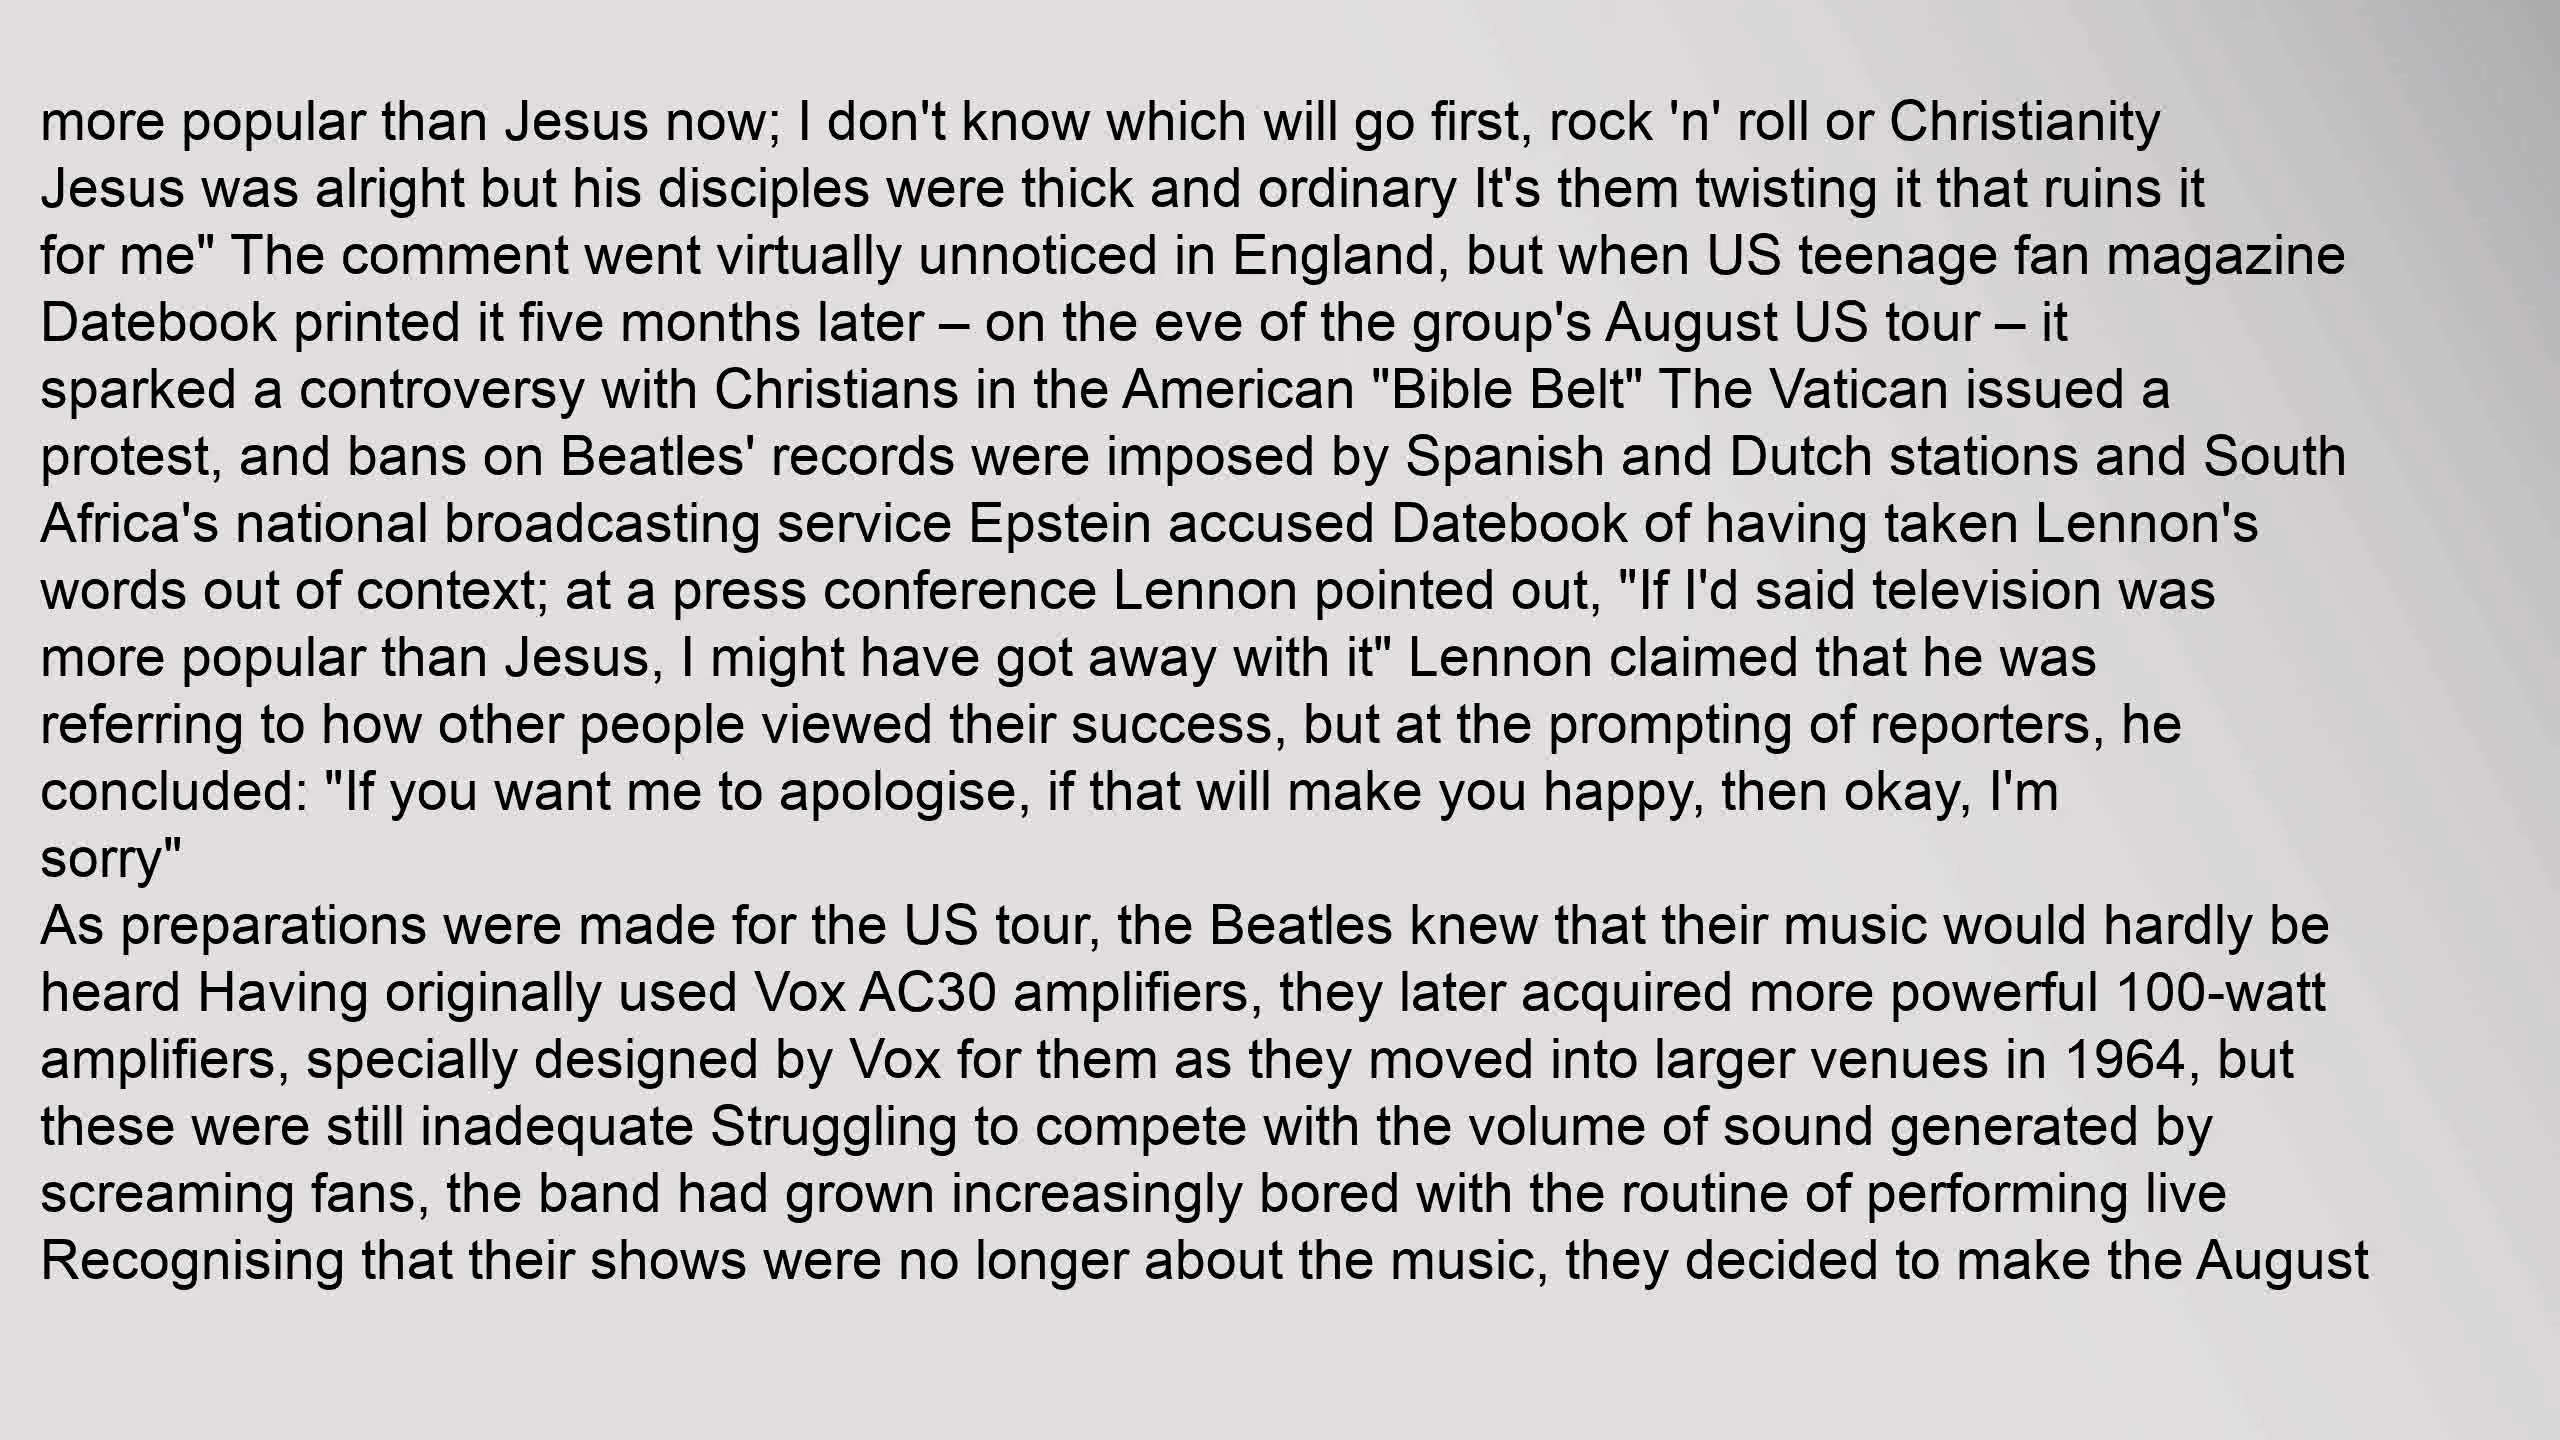 more popular than Jesus now; I don't know which will go first, rock 'n' roll or Christianity
Jesus was alright but his disciples were thick and ordinary It's them twisting it that ruins it
for me" The comment went virtually unnoticed in England, but when US teenage fan magazine
Datebook printed it five months later – on the eve of the group's August US tour – it
sparked a controversy with Christians in the American "Bible Belt" The Vatican issued a
protest, and bans on Beatles' records were imposed by Spanish and Dutch stations and South
Africa's national broadcasting service Epstein accused Datebook of having taken Lennon's
words out of context; at a press conference Lennon pointed out, "If I'd said television was
more popular than Jesus, I might have got away with it" Lennon claimed that he was
referring to how other people viewed their success, but at the prompting of reporters, he
concluded: "If you want me to apologise, if that will make you happy, then okay, I'm
sorry"
As preparations were made for the US tour, the Beatles knew that their music would hardly be
heard Having originally used Vox AC30 amplifiers, they later acquired more powerful 100-watt
amplifiers, specially designed by Vox for them as they moved into larger venues in 1964, but
these were still inadequate Struggling to compete with the volume of sound generated by
screaming fans, the band had grown increasingly bored with the routine of performing live
Recognising that their shows were no longer about the music, they decided to make the August